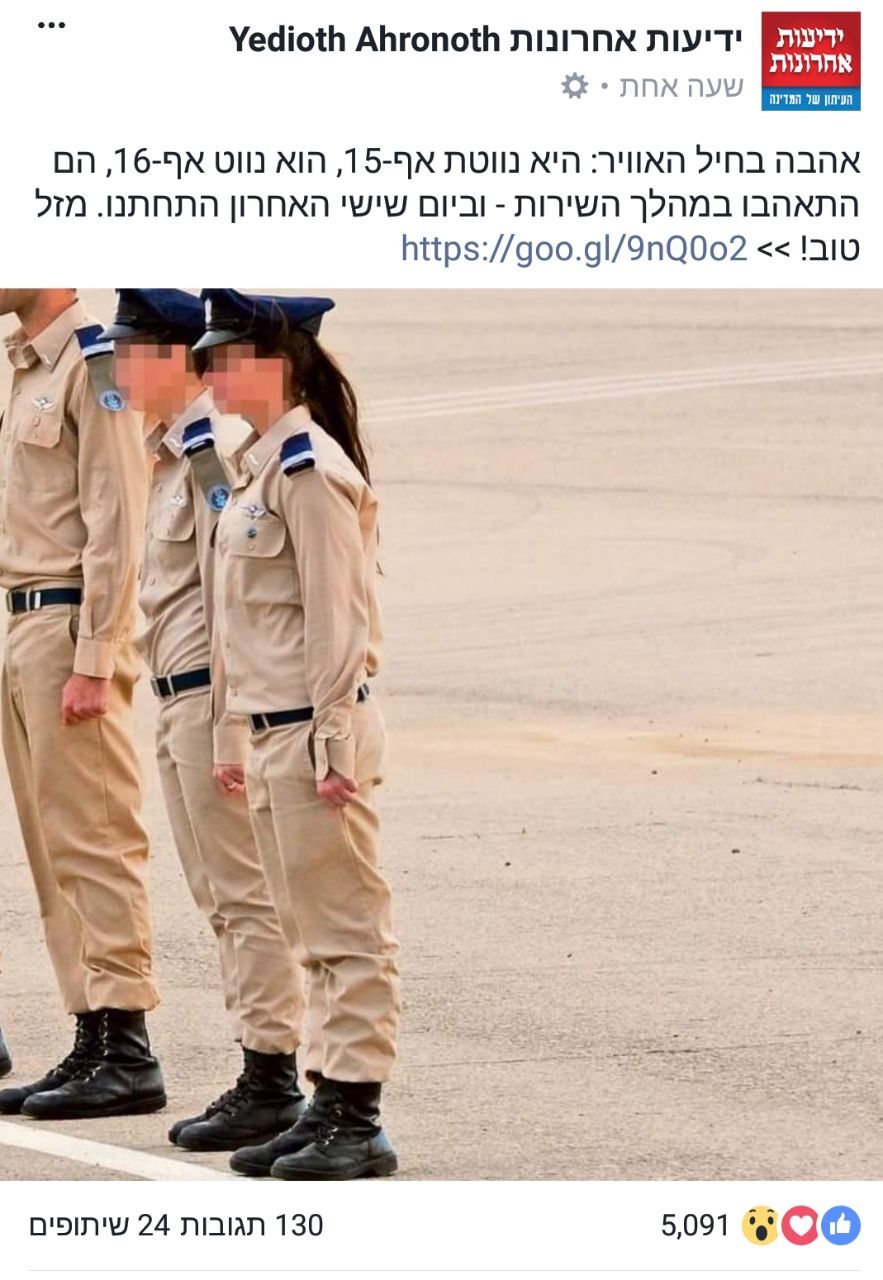 ידיעות אחרונות Yedioth Ahronoth
שעה אחת
ידיעות
אחרונות
העיתון של המדינה
אהבה בחיל האוויר: היא נווטת אף-15, הוא נווט אף-16, הם
התאהבו במהלך השירות - וביום שישי האחרון התחתנו. מזל
טוב! >> https://goo.gl/9nQ0o2
5,091
130 תגובות 24 שיתופים